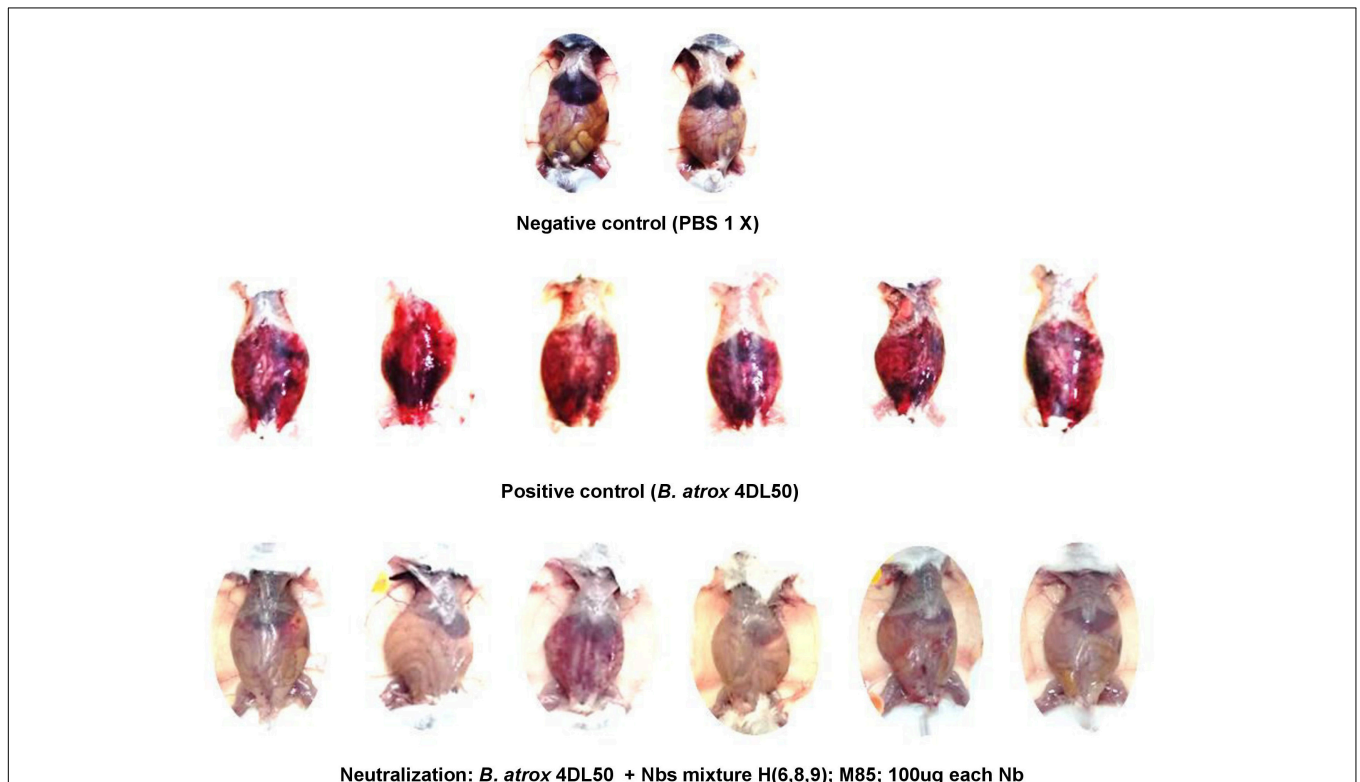 Negative control (PBS 1 X)
Positive control (B. atrox 4DL50)
Neutralization: B. atrox 4DL50 + Nbs mixture H(6,8,9); M85; 100ug each Nb